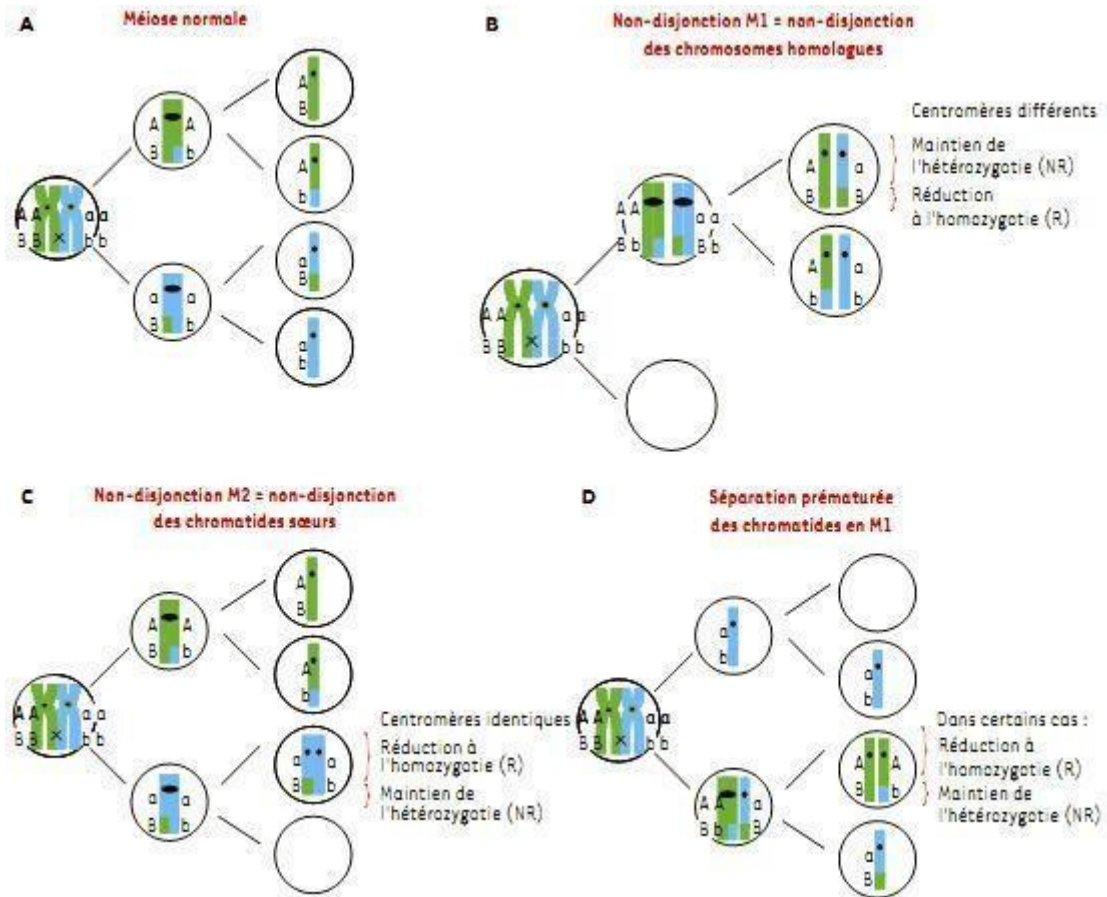 A
Méiose normale
A
B
A A
B b
A
b
A A a a
B B b b
a
B
a a
B b
a
b
B
Non-disjonction M1 = non-disjonction
des chromosomes homologues
Centromères différents
Maintien de
l'hétérozygotie (NR)
Réduction
à l'homozygotie (R)
A a
B B
A A a a
B b B b
A a
b b
A A a a
B B b b
C
Non-disjonction M2 = non-disjonction
des chromatides sœurs
A
B
A A
B b
A
b
A A a a
B B b b
Centromères identiques
Réduction à
l'homozygotie (R)
Maintien de
l'hétérozygotie (NR)
a a
B b
a a
B b
D
Séparation prématurée
des chromatides en M1
a
b
a
b
A A a a
B B b b
Dans certains cas :
Réduction à
l'homozygotie (R)
Maintien de
l'hétérozygotie (NR)
A A
B b
A A a
B b B
a
B